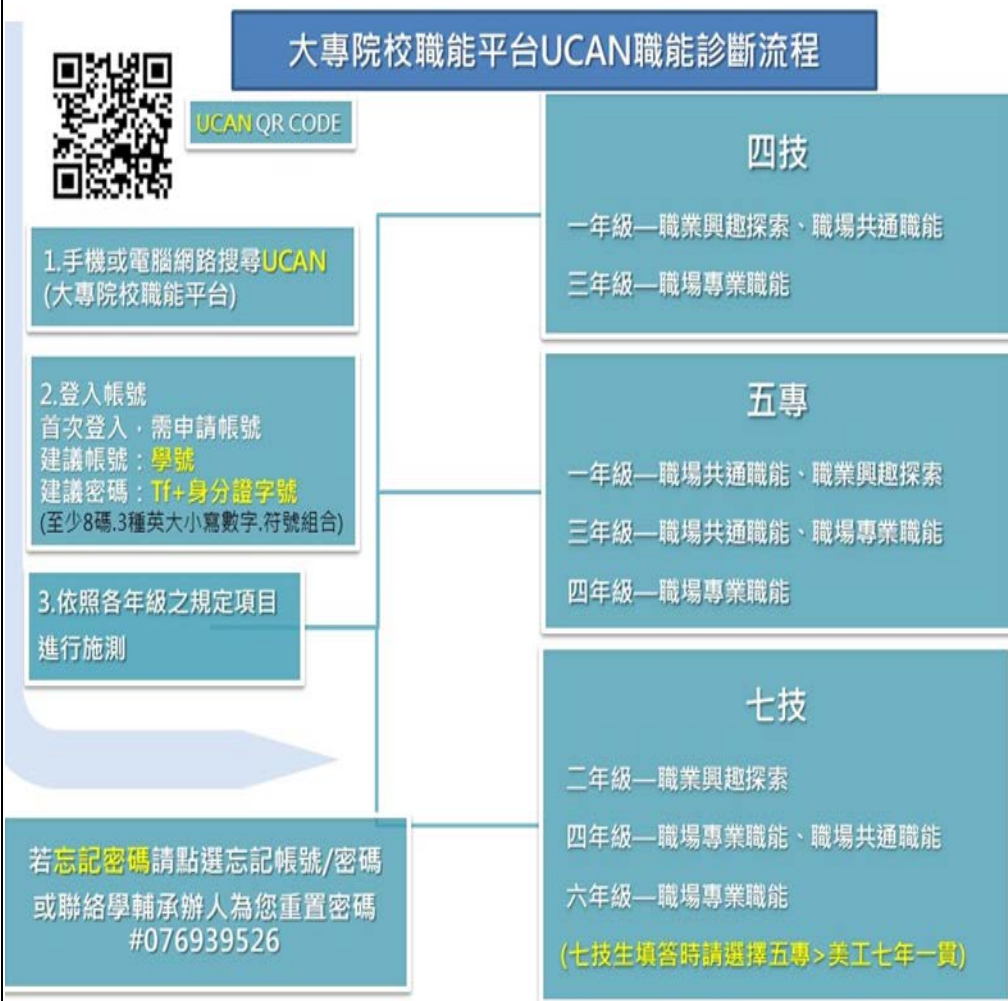 大專院校職能平台UCAN職能診斷流程
UCAN QR CODE
1.手機或電腦網路搜尋UCAN
(大專院校職能平台)
2.登入帳號
首次登入，需申請帳號
建議帳號：學號
建議密碼：Tf+身分證字號
(至少8碼.3種英大小寫數字.符號組合)
3.依照各年級之規定項目
進行施測
若忘記密碼請點選忘記帳號/密碼
或聯絡學輔承辦人為您重置密碼
#076939526
四技
一年級—職業興趣探索、職場共通職能
三年級—職場專業職能
五專
一年級—職場共通職能、職業興趣探索
三年級—職場共通職能、職場專業職能
四年級—職場專業職能
七技
二年級—職業興趣探索
四年級—職場專業職能、職場共通職能
六年級—職場專業職能
(七技生填答時請選擇五專>美工七年一貫)